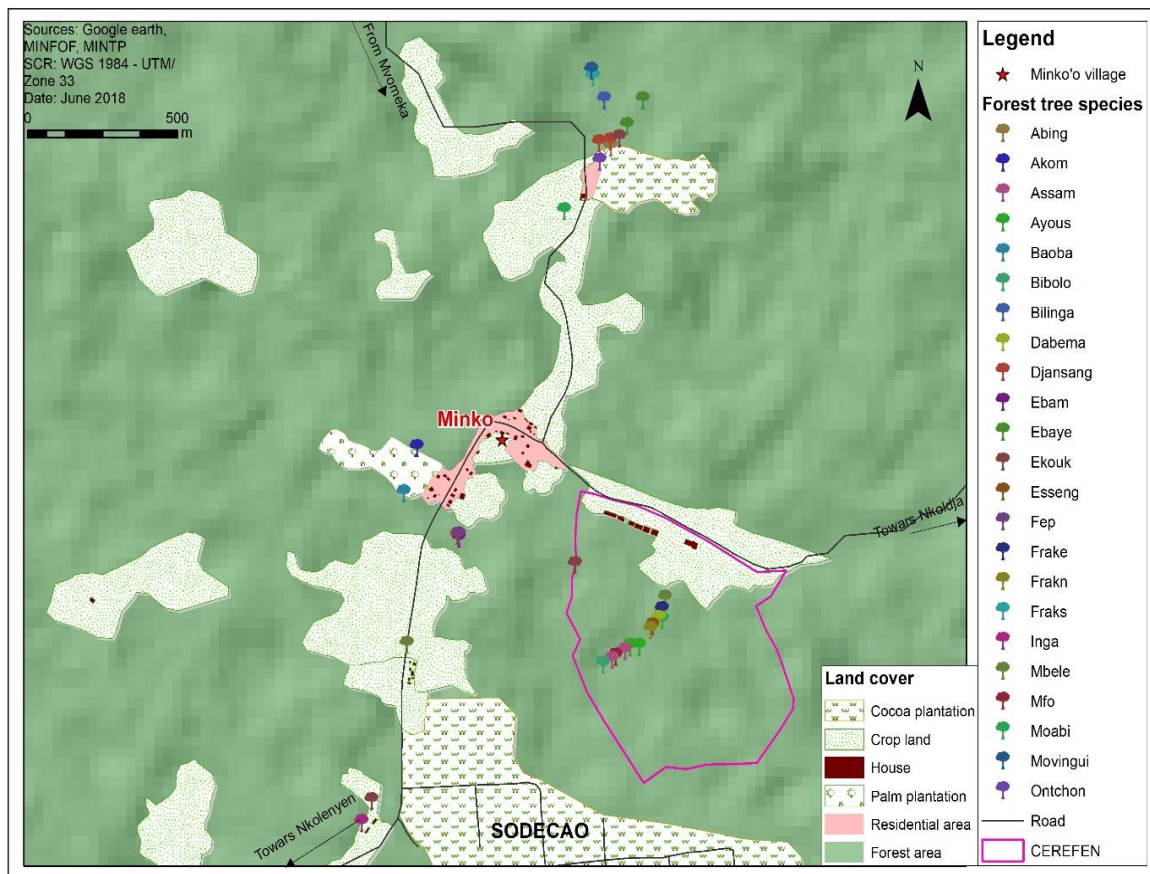 Sources: Google earth,
MINFOF, MINTP
SCR: WGS 1984 - UTM/
Zone 33
Date: June 2018
0 500
m
From Mvomeka
N
Minko
Towars Nkoldja
Towars Nkolenyen
SODECAO
Land cover
Cocoa plantation
Crop land
House
Palm plantation
Residential area
Forest area
Legend
Minko'o village
Forest tree species
Abing
Akom
Assam
Ayous
Baoba
Bibolo
Bilinga
Dabema
Djansang
Ebam
Ebaye
Ekouk
Esseng
Fep
Frake
Frakn
Fraks
Inga
Mbele
Mfo
Moabi
Movingui
Ontchon
Road
CEREFEN